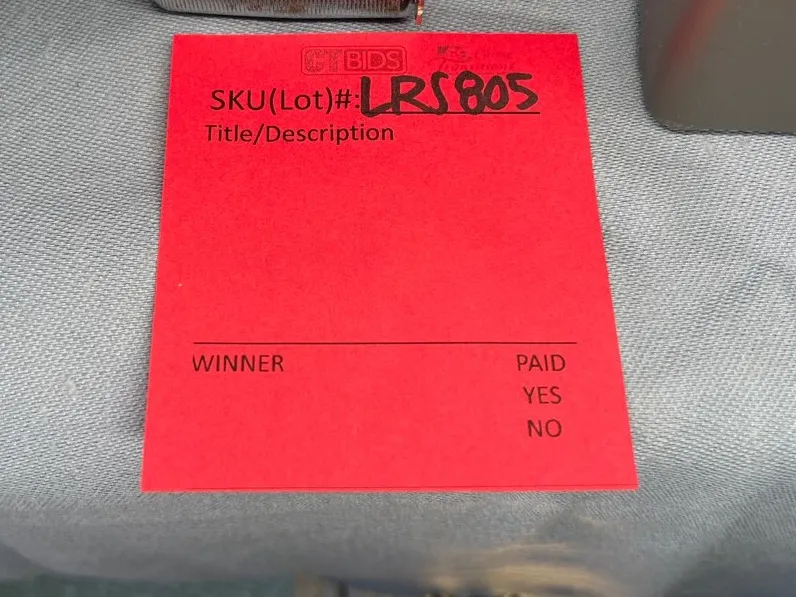 CTBIDS
SKU(Lot)#:LRS805
Title/Description
WINNER PAID
YES
NO